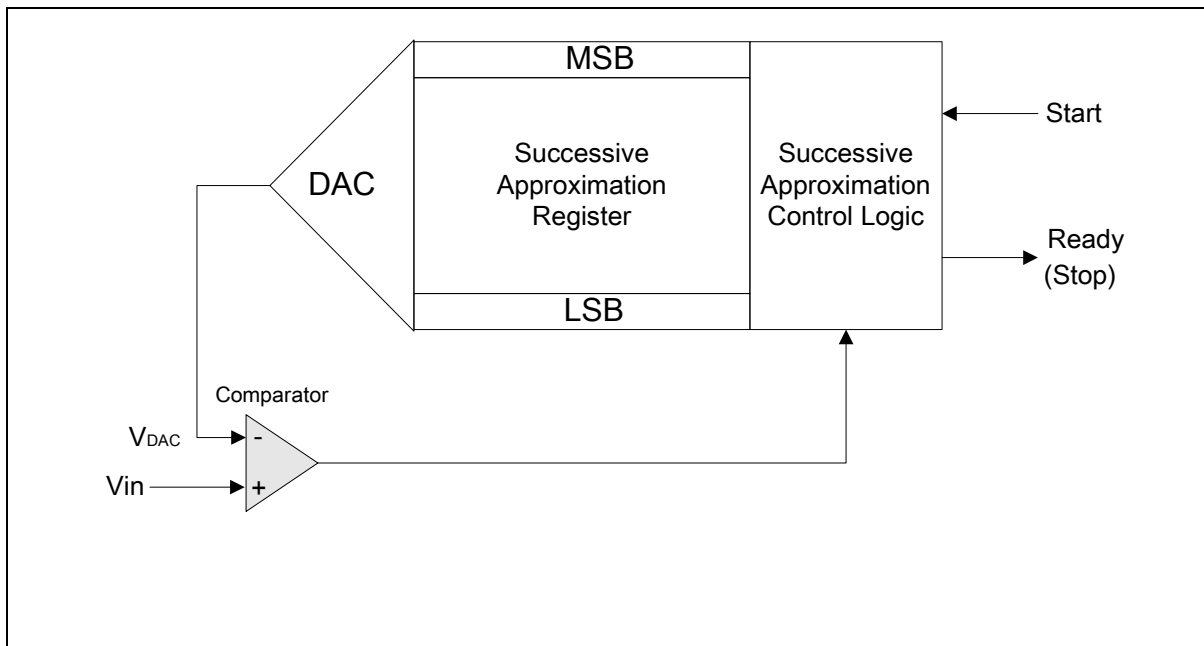 MSB
DAC
Successive
Approximation
Register
LSB
Successive
Approximation
Control Logic
Start
Ready
(Stop)
Comparator
VDAC
-
Vin
+